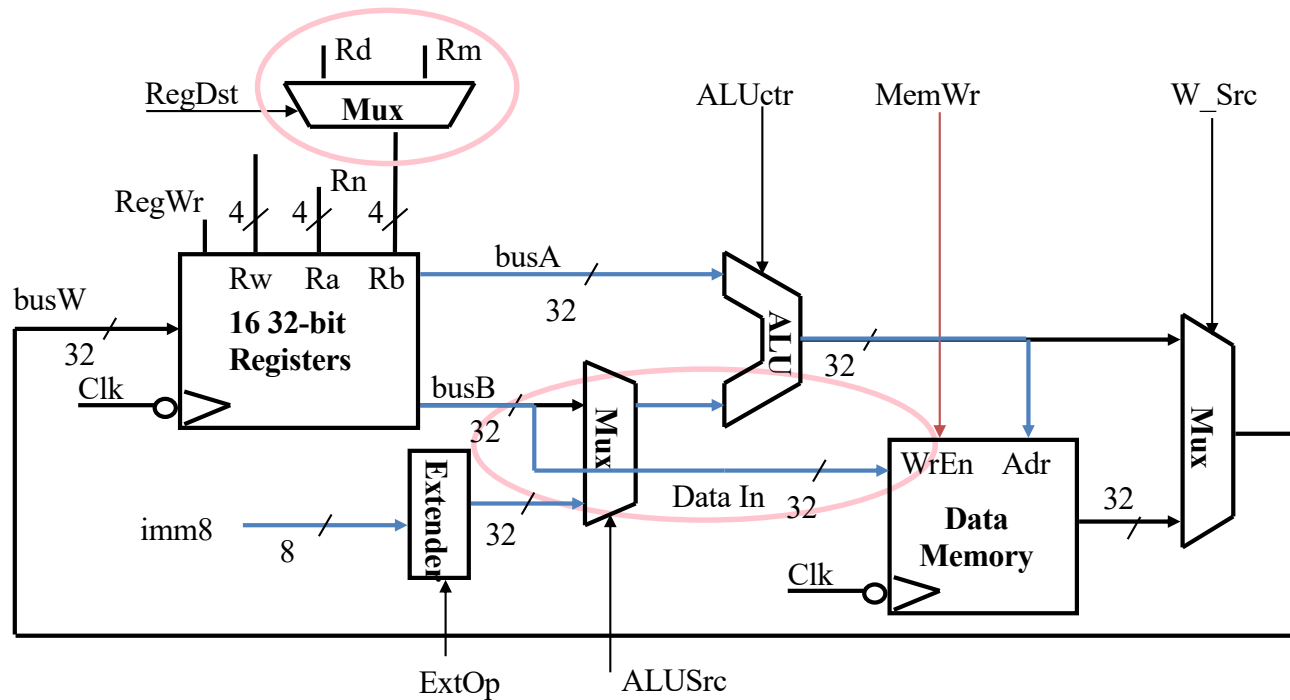 Rd Rm
RegDst Mux ALUctr MemWr W_Src
Rn
RegWr 4 4 4
Rw Ra Rb busA
busW 16 32-bit 32
32 Registers ALU 32
Clk busB
32 Mux WrEn Adr Mux
Extender Data In 32 32
imm8 8 32 Data
Memory
Clk
ExtOp ALUSrc